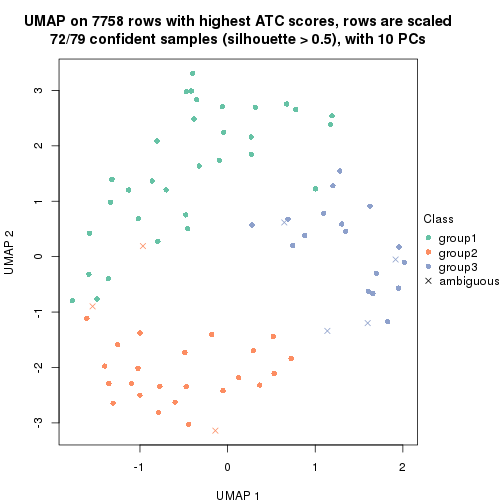 UMAP on 7758 rows with highest ATC scores, rows are scaled
72/79 confident samples (silhouette > 0.5), with 10 PCs
3
2
1
0
-1
-2
-3
UMAP 2
-1
0
1
2
UMAP 1
Class
group1
group2
group3
ambiguous